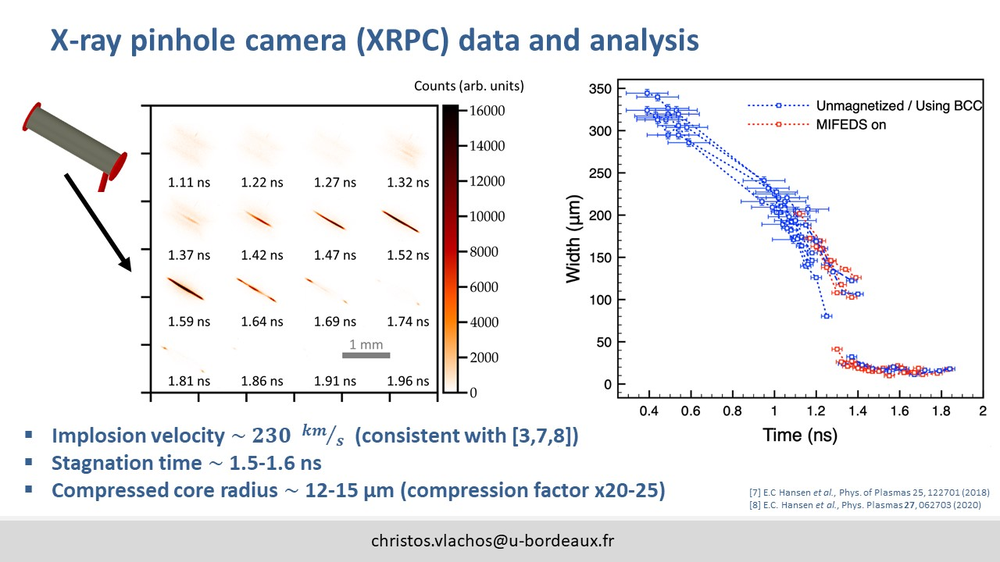 X-ray pinhole camera (XRPC) data and analysis
Counts (arb. units)
16000
14000
12000
10000
8000
6000
4000
2000
0
1.11 ns 1.22 ns 1.27 ns 1.32 ns
1.37 ns 1.42 ns 1.47 ns 1.52 ns
1.59 ns 1.64 ns 1.69 ns 1.74 ns
1 mm
1.81 ns 1.86 ns 1.91 ns 1.96 ns
Unmagnetized / Using BCC
MIFEDS on
Width (μm)
350
300
250
200
150
100
50
0
0.4 0.6 0.8 1 1.2 1.4 1.6 1.8 2
Time (ns)
▪ Implosion velocity ~ 230 km/s (consistent with [3,7,8])
▪ Stagnation time ~ 1.5-1.6 ns
▪ Compressed core radius ~ 12-15 μm (compression factor x20-25)
[7] E.C Hansen et al., Phys. of Plasmas 25, 122701 (2018)
[8] E.C. Hansen et al., Phys. Plasmas 27, 062703 (2020)
christos.vlachos@u-bordeaux.fr